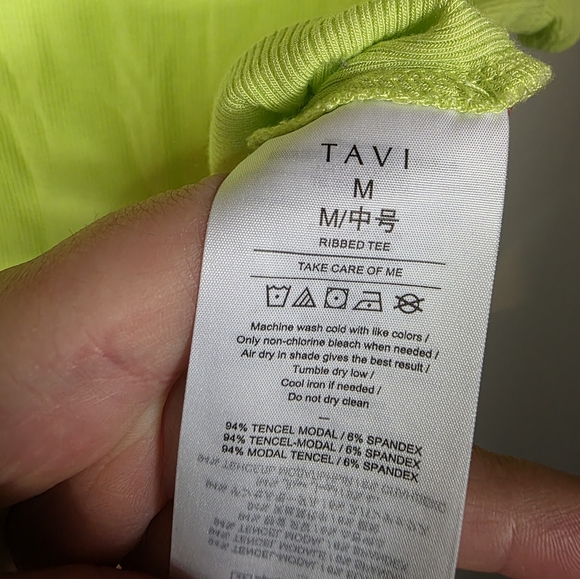 TAVI
M
M/中号
RIBBED TEE
TAKE CARE OF ME
Machine wash cold with like colors /
Only non-chlorine bleach when needed /
Air dry in shade gives the best result /
Tumble dry low /
Cool iron if needed /
Do not dry clean
—
94% TENCEL MODAL / 6% SPANDEX
94% TENCEL-MODAL / 6% SPANDEX
94% MODAL TENCEL / 6% SPANDEX